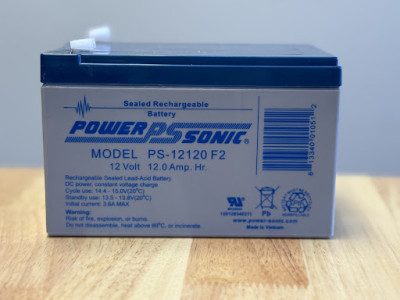 Sealed Rechargeable
Battery
POWER PS SONIC®
MODEL PS-12120 F2
12 Volt 12.0 Amp. Hr.
Rechargeable Sealed Lead-Acid Battery
DC power, constant voltage charge
Cycle use: 14.4 - 15.0V(20°C)
Standby use: 13.5 - 13.8V(20°C)
Initial current: 3.6A MAX
Warning:
Risk of fire, explosion, or burns.
Do not disassemble, heat above 60°C, or incinerate.
Pb
www.power-sonic.com
Made in Vietnam